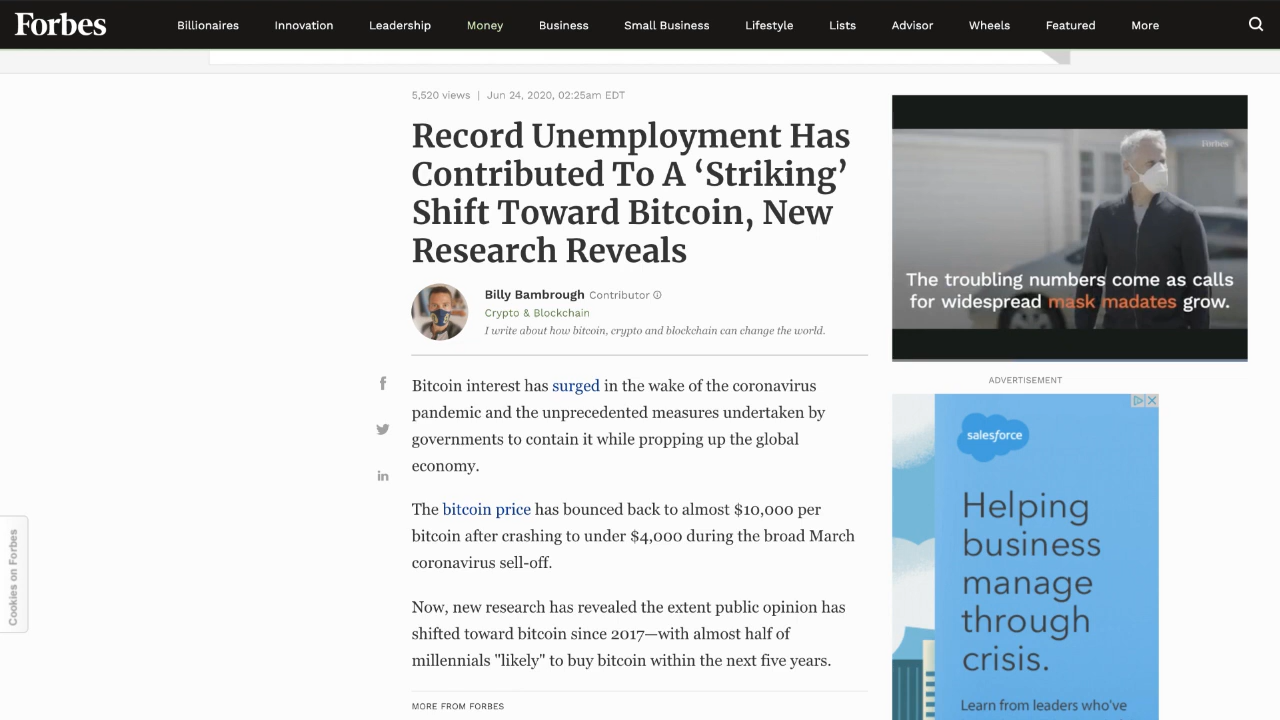 Forbes
Billionaires Innovation Leadership Money Business Small Business Lifestyle Lists Advisor Wheels Featured More
5,520 views | Jun 24, 2020, 02:25am EDT
Record Unemployment Has
Contributed To A ‘Striking’
Shift Toward Bitcoin, New
Research Reveals
Billy Bambrough Contributor
Crypto & Blockchain
I write about how bitcoin, crypto and blockchain can change the world.
Bitcoin interest has surged in the wake of the coronavirus
pandemic and the unprecedented measures undertaken by
governments to contain it while propping up the global
economy.
The bitcoin price has bounced back to almost $10,000 per
bitcoin after crashing to under $4,000 during the broad March
coronavirus sell-off.
Now, new research has revealed the extent public opinion has
shifted toward bitcoin since 2017—with almost half of
millennials "likely" to buy bitcoin within the next five years.
MORE FROM FORBES
Cookies on Forbes
Forbes
The troubling numbers come as calls
for widespread mask madates grow.
ADVERTISEMENT
salesforce
Helping
business
manage
through
crisis.
Learn from leaders who've